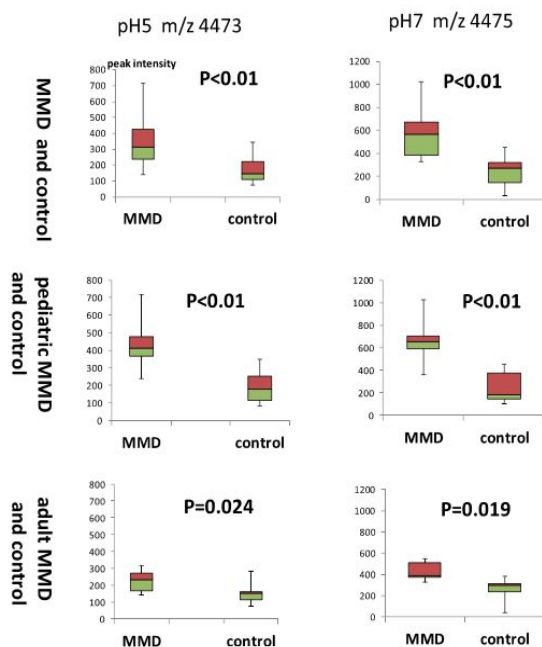 pH5 m/z 4473
pH7 m/z 4475
MMD and control
peak intensity
P<0.01
800
700
600
500
400
300
200
100
0
MMD
control
P<0.01
1200
1000
800
600
400
200
0
MMD
control
pediatric MMD
and control
P<0.01
800
700
600
500
400
300
200
100
0
MMD
control
P<0.01
1200
1000
800
600
400
200
0
MMD
control
adult MMD
and control
P=0.024
800
700
600
500
400
300
200
100
0
MMD
control
P=0.019
1200
1000
800
600
400
200
0
MMD
control